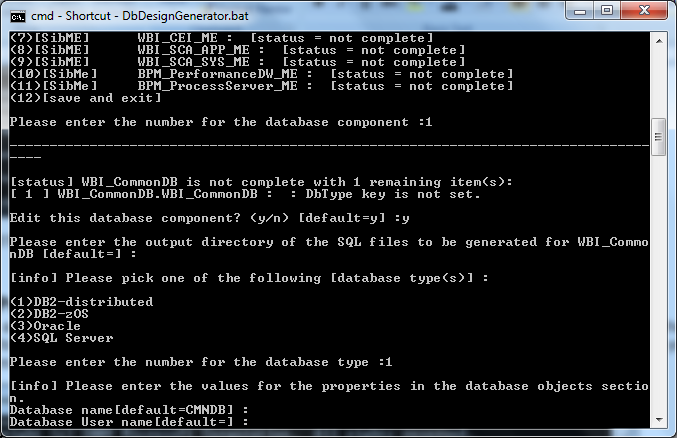 cmd - Shortcut - DbDesignGenerator.bat
(7)[SibME] WBI_CEI_ME : [status = not complete]
(8)[SibMe] WBI_SCA_APP_ME : [status = not complete]
(9)[SibME] WBI_SCA_SYS_ME : [status = not complete]
(10)[SibMe] BPM_PerformanceDW_ME : [status = not complete]
(11)[SibMe] BPM_ProcessServer_ME : [status = not complete]
(12)[save and exit]
Please enter the number for the database component :1
--------------------------------------------------------------------------------
----
[status] WBI_CommonDB is not complete with 1 remaining item(s):
[ 1 ] WBI_CommonDB.WBI_CommonDB : : DbType key is not set.
Edit this database component? (y/n) [default=y] :y
Please enter the output directory of the SQL files to be generated for WBI_Commo
nDB [default=] :
[info] Please pick one of the following [database type(s)] :
(1)DB2-distributed
(2)DB2-zOS
(3)Oracle
(4)SQL Server
Please enter the number for the database type :1
[info] Please enter the values for the properties in the database objects sectio
n.
Database name[default=CMNDB] :
Database User name[default=] :